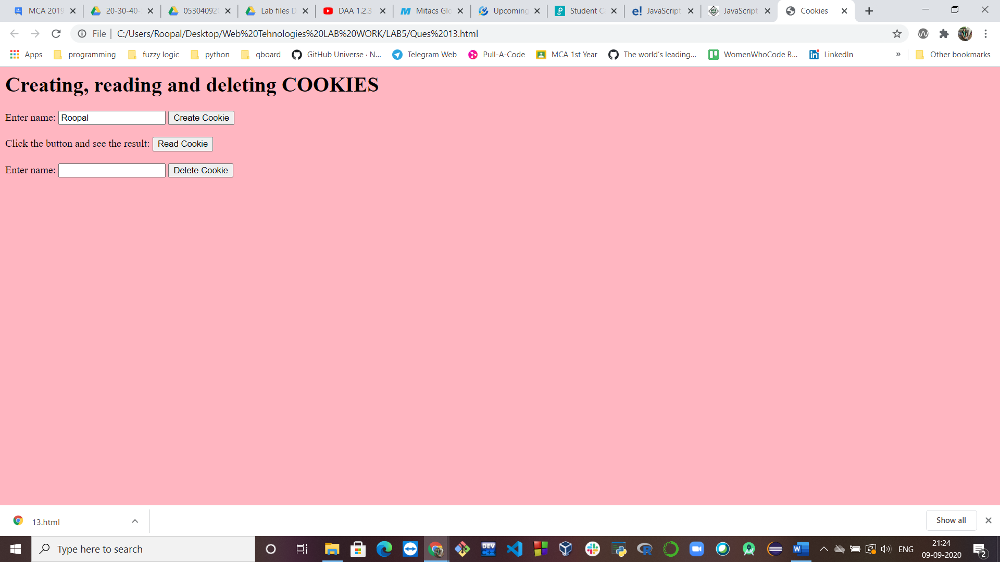 MCA 2019
20-30-40-
053040920
Lab files D
DAA 1.2.3
Mitacs Glo
Upcoming
Student C
JavaScript
JavaScript
Cookies
File
C:/Users/Roopal/Desktop/Web%20Tehnologies%20LAB%20WORK/LAB5/Ques%2013.html
Apps
programming
fuzzy logic
python
qboard
GitHub Universe · N...
Telegram Web
Pull-A-Code
MCA 1st Year
The world's leading...
WomenWhoCode B...
LinkedIn
»
Other bookmarks
Creating, reading and deleting COOKIES
Enter name: Roopal Create Cookie
Click the button and see the result: Read Cookie
Enter name: Delete Cookie
13.html
Show all
Type here to search
DEV
C++
ENG
21:24
09-09-2020
2